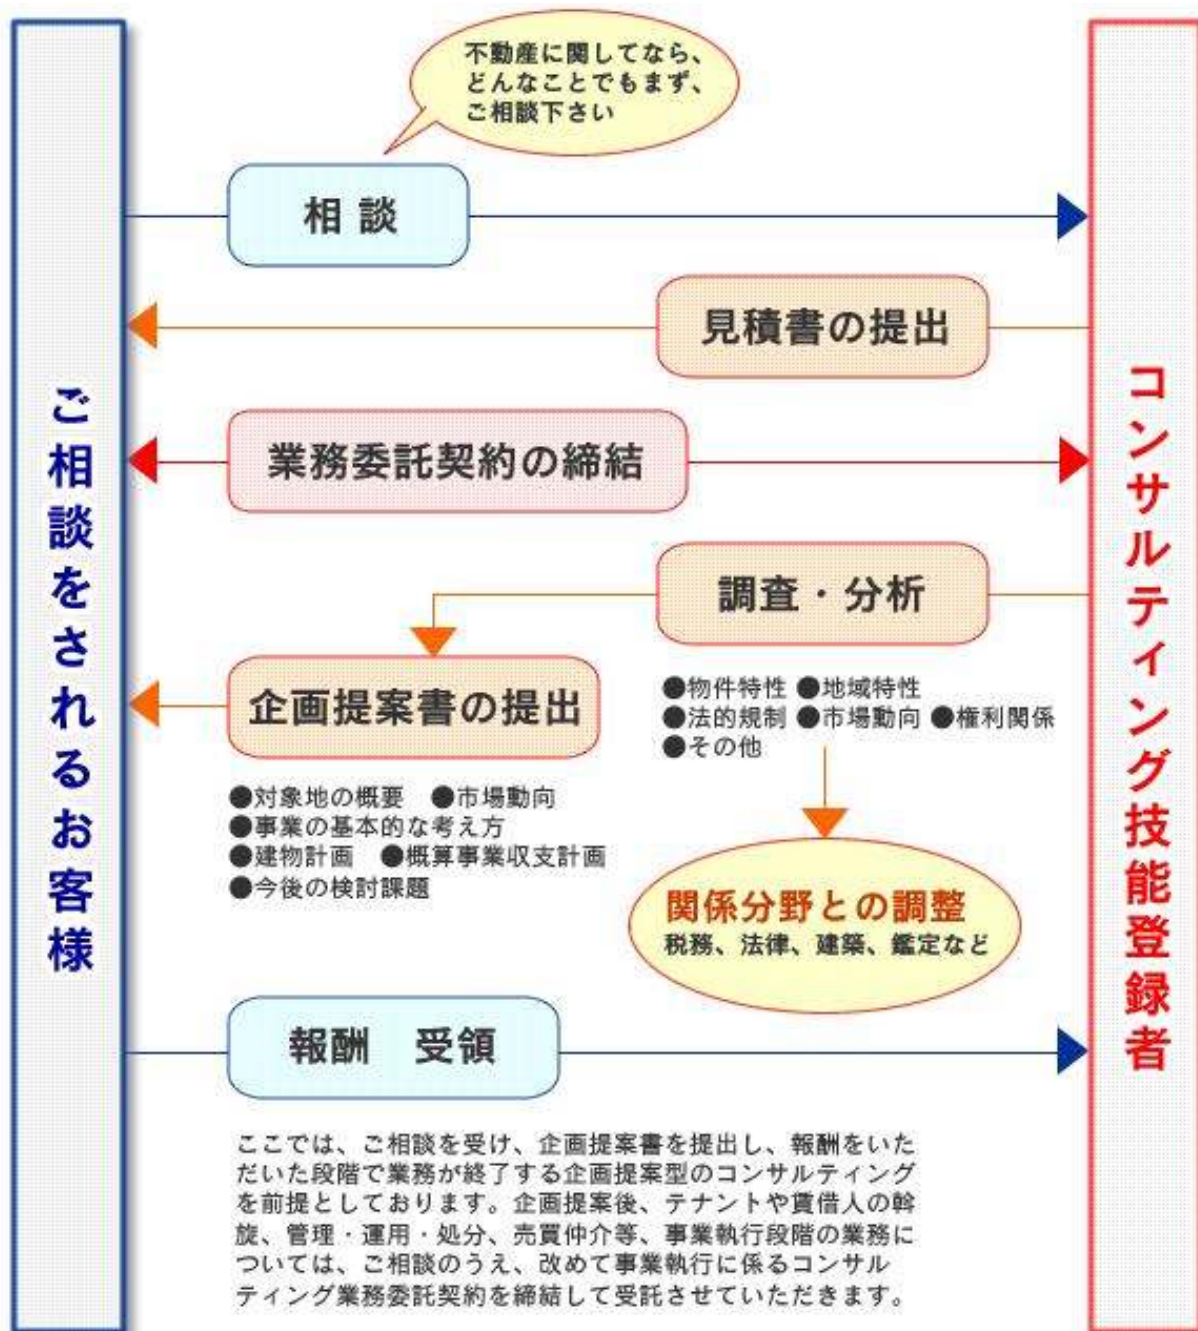 不動産に関してなら、
どんなことでもまず、
ご相談下さい
相 談
見積書の提出
業務委託契約の締結
調査・分析
●物件特性 ●地域特性
●法的規制 ●市場動向 ●権利関係
●その他
企画提案書の提出
●対象地の概要　●市場動向
●事業の基本的な考え方
●建物計画　●概算事業収支計画
●今後の検討課題
関係分野との調整
税務、法律、建築、鑑定など
報酬　受領
ここでは、ご相談を受け、企画提案書を提出し、報酬をいた
だいた段階で業務が終了する企画提案型のコンサルティング
を前提としております。企画提案後、テナントや賃借人の斡
旋、管理・運用・処分、売買仲介等、事業執行段階の業務に
ついては、ご相談のうえ、改めて事業執行に係るコンサル
ティング業務委託契約を締結して受託させていただきます。
ご相談をされるお客様
コンサルティング技能登録者